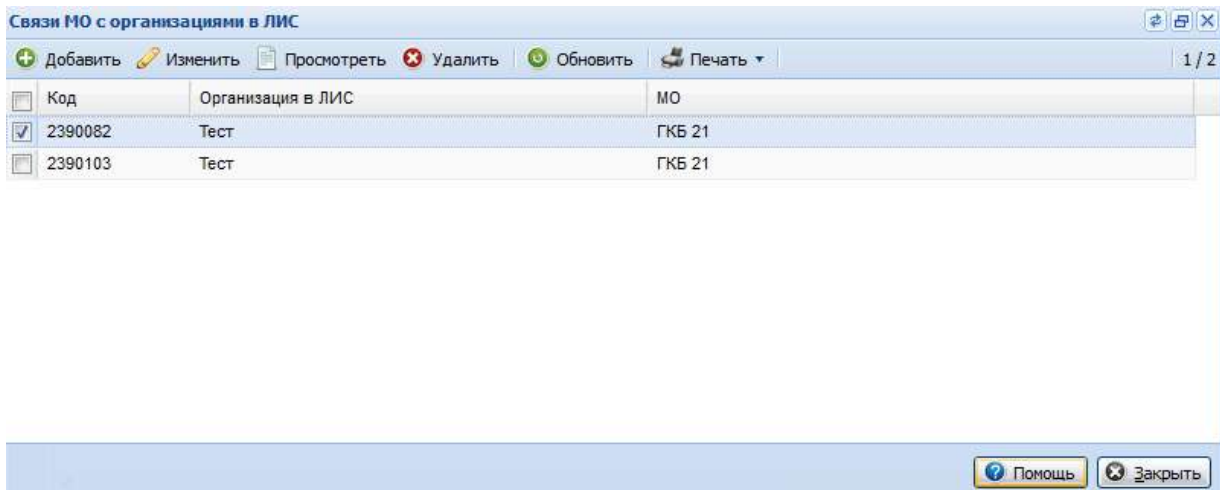 Связи МО с организациями в ЛИС
Добавить Изменить Просмотреть Удалить Обновить Печать 1 / 2
Код Организация в ЛИС МО
2390082 Тест ГКБ 21
2390103 Тест ГКБ 21
Помощь Закрыть